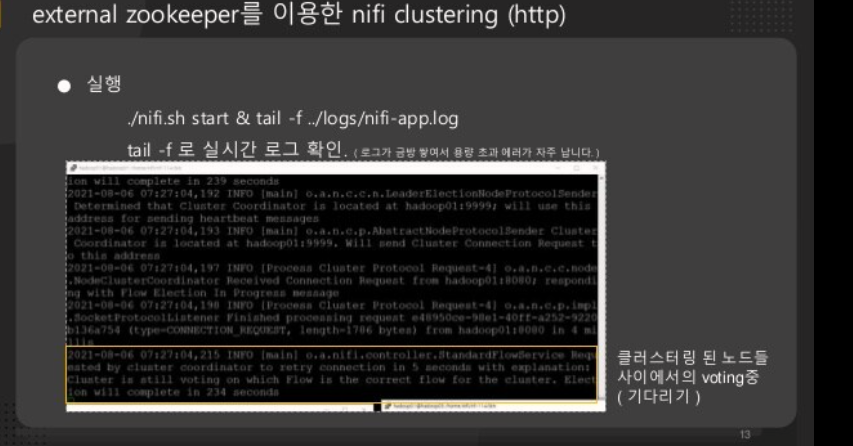 external zookeeper를 이용한 nifi clustering (http)
● 실행
./nifi.sh start & tail -f ../logs/nifi-app.log
tail -f 로 실시간 로그 확인. ( 로그가 금방 쌓여서 용량 초과 에러가 자주 납니다. )
ion will complete in 239 seconds
2021-08-06 07:27:04,192 INFO [main] o.a.n.c.c.n.LeaderElectionNodeProtocolSender
Determined that Cluster Coordinator is located at hadoop01:9999; will use this
address for sending heartbeat messages
2021-08-06 07:27:04,193 INFO [main] o.a.n.c.p.AbstractNodeProtocolSender Cluster
Coordinator is located at hadoop01:9999. Will send Cluster Connection Request t
o this address
2021-08-06 07:27:04,197 INFO [Process Cluster Protocol Request-4] o.a.n.c.c.node
.NodeClusterCoordinator Received Connection Request from hadoop01:8080; respondi
ng with Flow Election In Progress message
2021-08-06 07:27:04,198 INFO [Process Cluster Protocol Request-4] o.a.n.c.p.impl
.SocketProtocolListener Finished processing request e48950ce-98e1-40ff-a252-9220
b136a754 (type=CONNECTION_REQUEST, length=1786 bytes) from hadoop01:8080 in 4 mi
llis
2021-08-06 07:27:04,215 INFO [main] o.a.nifi.controller.StandardFlowService Requ
ested by cluster coordinator to retry connection in 5 seconds with explanation:
Cluster is still voting on which Flow is the correct flow for the cluster. Elect
ion will complete in 234 seconds
클러스터링 된 노드들
사이에서의 voting중
( 기다리기 )
13